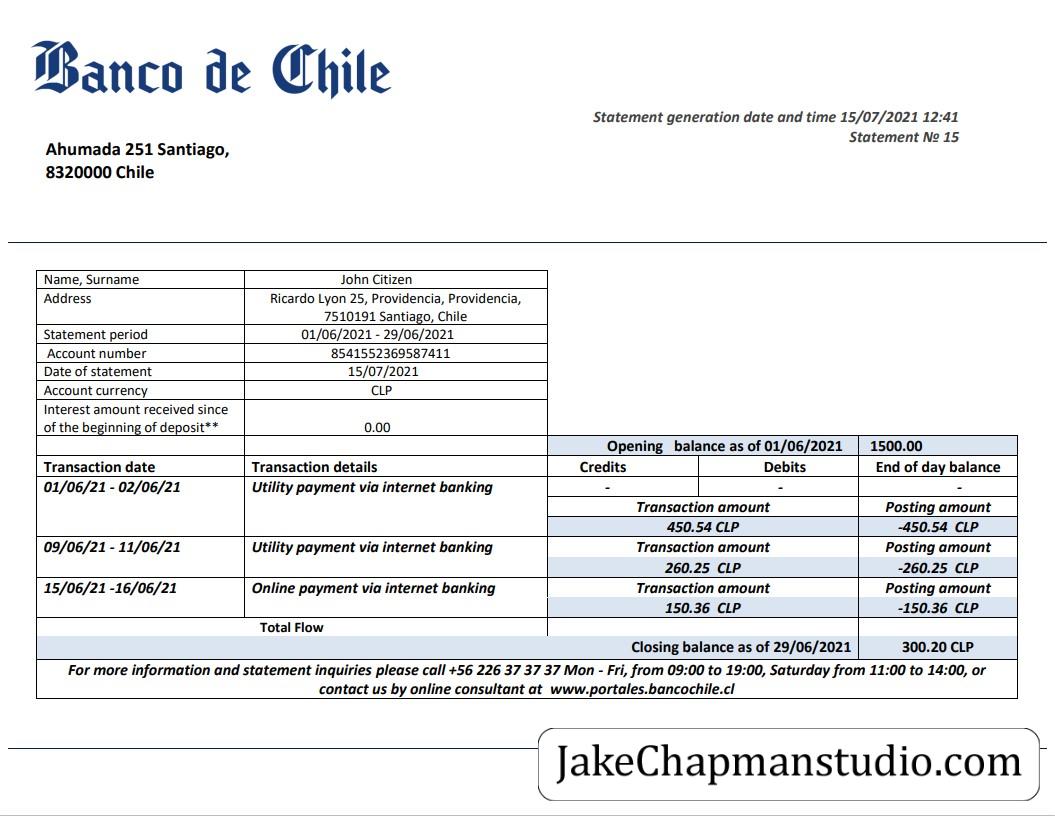 Banco de Chile
Statement generation date and time 15/07/2021 12:41
Statement № 15
Ahumada 251 Santiago,
8320000 Chile
Name, Surname John Citizen
Address Ricardo Lyon 25, Providencia, Providencia,
7510191 Santiago, Chile
Statement period 01/06/2021 - 29/06/2021
Account number 8541552369587411
Date of statement 15/07/2021
Account currency CLP
Interest amount received since
of the beginning of deposit** 0.00
Opening balance as of 01/06/2021 1500.00
Transaction date Transaction details Credits Debits End of day balance
01/06/21 - 02/06/21 Utility payment via internet banking - - -
Transaction amount Posting amount
450.54 CLP -450.54 CLP
09/06/21 - 11/06/21 Utility payment via internet banking Transaction amount Posting amount
260.25 CLP -260.25 CLP
15/06/21 -16/06/21 Online payment via internet banking Transaction amount Posting amount
150.36 CLP -150.36 CLP
Total Flow
Closing balance as of 29/06/2021 300.20 CLP
For more information and statement inquiries please call +56 226 37 37 37 Mon - Fri, from 09:00 to 19:00, Saturday from 11:00 to 14:00, or
contact us by online consultant at www.portales.bancochile.cl
JakeChapmanstudio.com